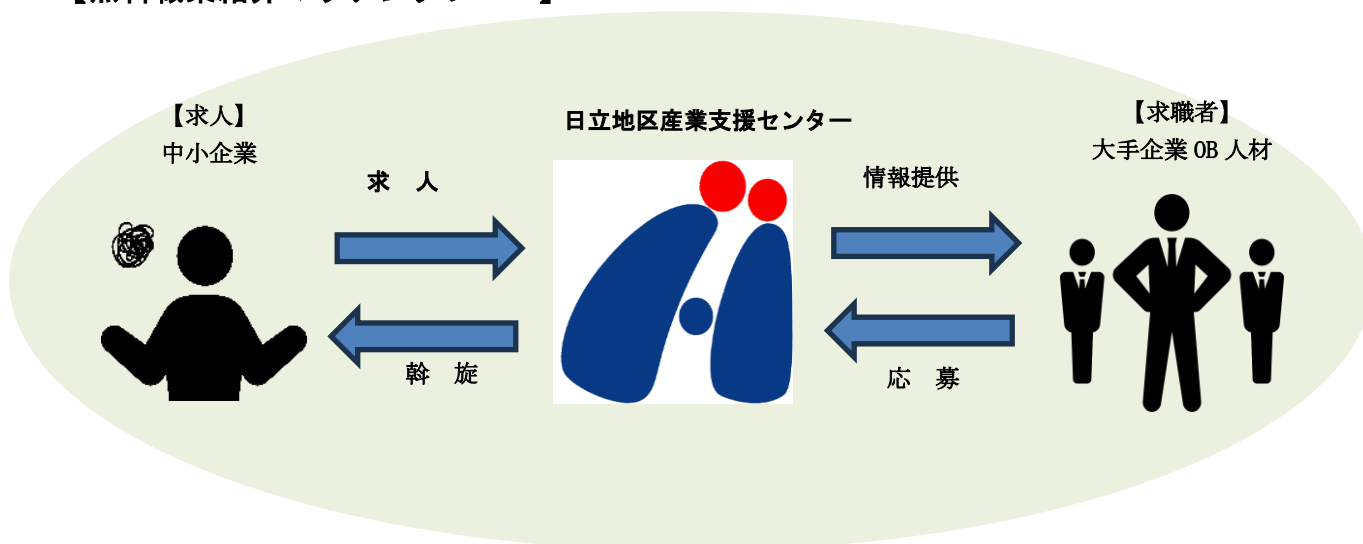 【求人】
中小企業
日立地区産業支援センター
【求職者】
大手企業 OB 人材
求　人
情報提供
斡　旋
応　募